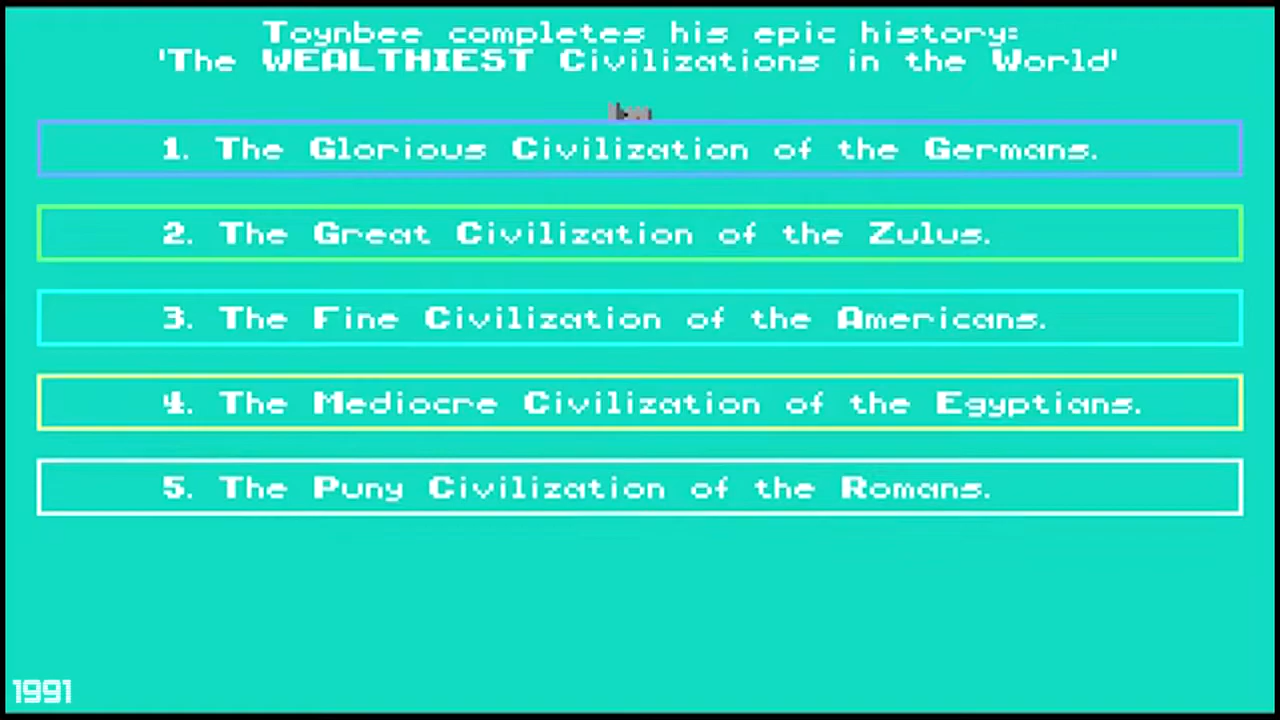 Toynbee completes his epic history:
'The WEALTHIEST Civilizations in the World'
1. The Glorious Civilization of the Germans.
2. The Great Civilization of the Zulus.
3. The Fine Civilization of the Americans.
4. The Mediocre Civilization of the Egyptians.
5. The Puny Civilization of the Romans.
1991